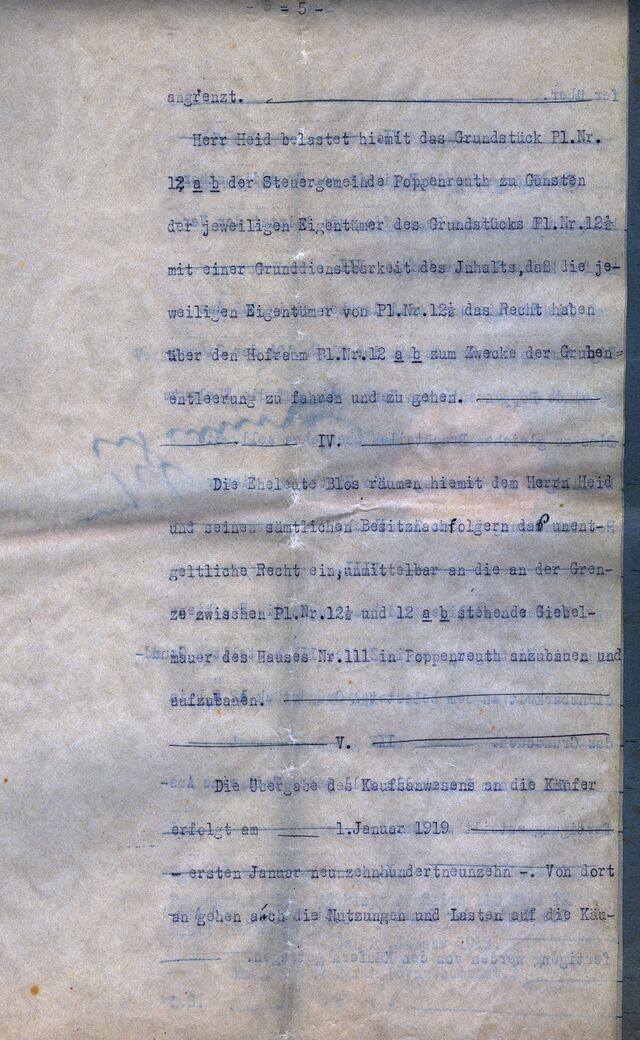 - 5 -
angrenzt.
Herr Heid belastet hiemit das Grundstück Pl.Nr.
12 a b der Steuergemeinde Poppenreuth zu Gunsten
der jeweiligen Eigentümer des Grundstücks Pl.Nr.12½
mit einer Grunddienstbarkeit des Jnhalts,daß die je-
weiligen Eigentümer von Pl.Nr.12½ das Recht haben
über den Hofraum Pl.Nr.12 a b zum Zwecke der Gruben=
entleerung zu fahren und zu gehen.
IV.
Die Eheleute Blos räumen hiemit dem Herrn Heid
und seinen sämtlichen Besitznachfolgern das unent-
geltliche Recht ein,unmittelbar an die an der Gren-
ze zwischen Pl.Nr.12½ und 12 a b stehende Giebel-
mauer des Hauses Nr.111 in Poppenreuth anzubauen und
aufzubauen.
V.
Die Übergabe des Kaufsanwesens an die Käufer
erfolgt am 1.Januar 1919
- ersten Januar neunzehnhundertneunzehn -. Von dort
an gehen auch die Nutzungen und Lasten auf die Käu-